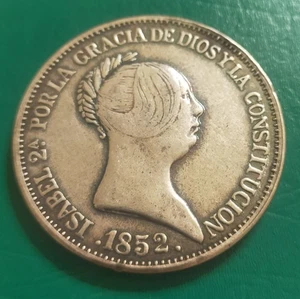 ISABEL 2ª POR LA GRACIA DE DIOS Y LA CONSTITUCION
.1852.